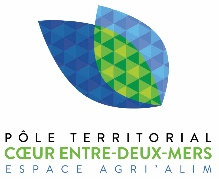 PÔLE TERRITORIAL
CŒUR ENTRE-DEUX-MERS
ESPACE AGRI'ALIM